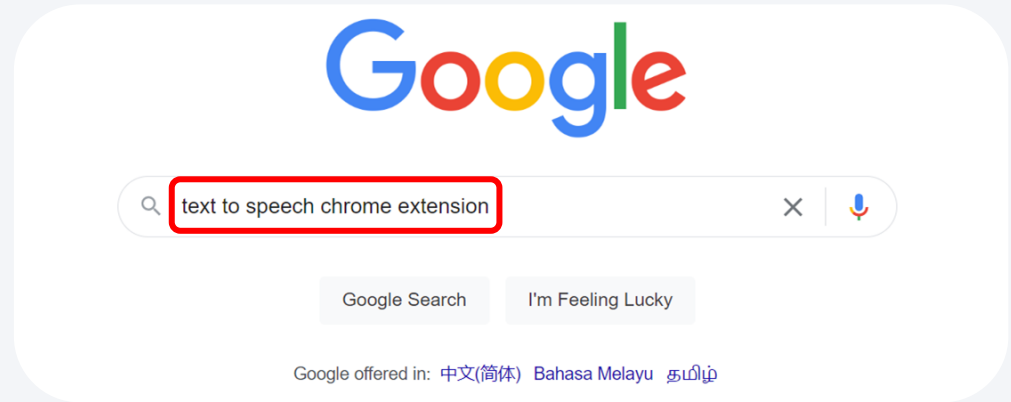 Google
text to speech chrome extension
Google Search I'm Feeling Lucky
Google offered in: 中文(简体) Bahasa Melayu தமிழ்